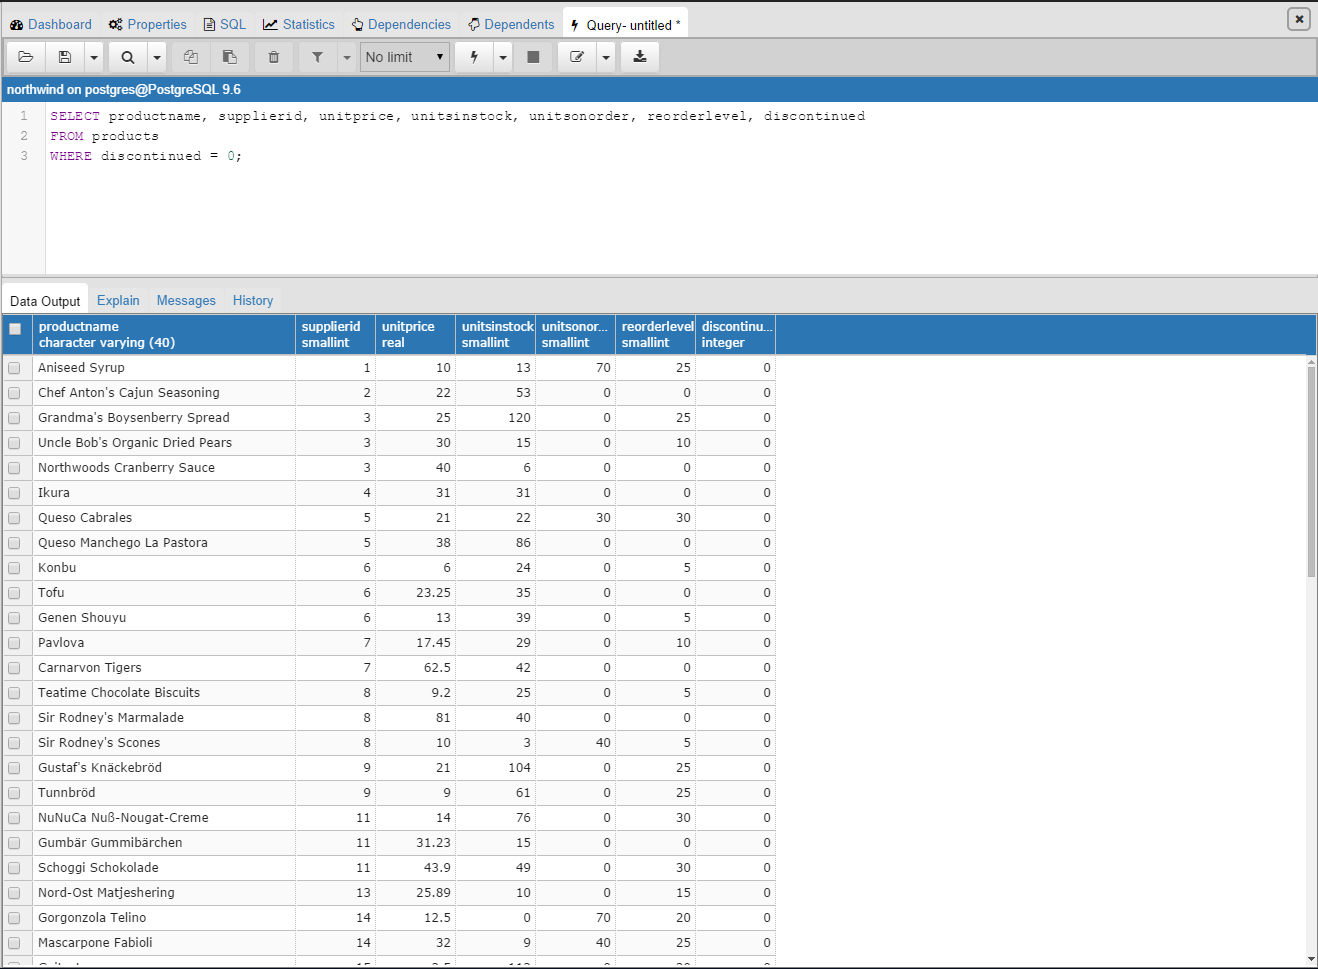 Dashboard Properties SQL Statistics Dependencies Dependents Query- untitled *
No limit
northwind on postgres@PostgreSQL 9.6
1 SELECT productname, supplierid, unitprice, unitsinstock, unitsonorder, reorderlevel, discontinued
2 FROM products
3 WHERE discontinued = 0;
Data Output Explain Messages History
productname supplierid unitprice unitsinstock unitsonor... reorderlevel discontinu...
character varying (40) smallint real smallint smallint smallint integer
Aniseed Syrup 1 10 13 70 25 0
Chef Anton's Cajun Seasoning 2 22 53 0 0 0
Grandma's Boysenberry Spread 3 25 120 0 25 0
Uncle Bob's Organic Dried Pears 3 30 15 0 10 0
Northwoods Cranberry Sauce 3 40 6 0 0 0
Ikura 4 31 31 0 0 0
Queso Cabrales 5 21 22 30 30 0
Queso Manchego La Pastora 5 38 86 0 0 0
Konbu 6 6 24 0 5 0
Tofu 6 23.25 35 0 0 0
Genen Shouyu 6 13 39 0 5 0
Pavlova 7 17.45 29 0 10 0
Carnarvon Tigers 7 62.5 42 0 0 0
Teatime Chocolate Biscuits 8 9.2 25 0 5 0
Sir Rodney's Marmalade 8 81 40 0 0 0
Sir Rodney's Scones 8 10 3 40 5 0
Gustaf's Knäckebröd 9 21 104 0 25 0
Tunnbröd 9 9 61 0 25 0
NuNuCa Nuß-Nougat-Creme 11 14 76 0 30 0
Gumbär Gummibärchen 11 31.23 15 0 0 0
Schoggi Schokolade 11 43.9 49 0 30 0
Nord-Ost Matjeshering 13 25.89 10 0 15 0
Gorgonzola Telino 14 12.5 0 70 20 0
Mascarpone Fabioli 14 32 9 40 25 0